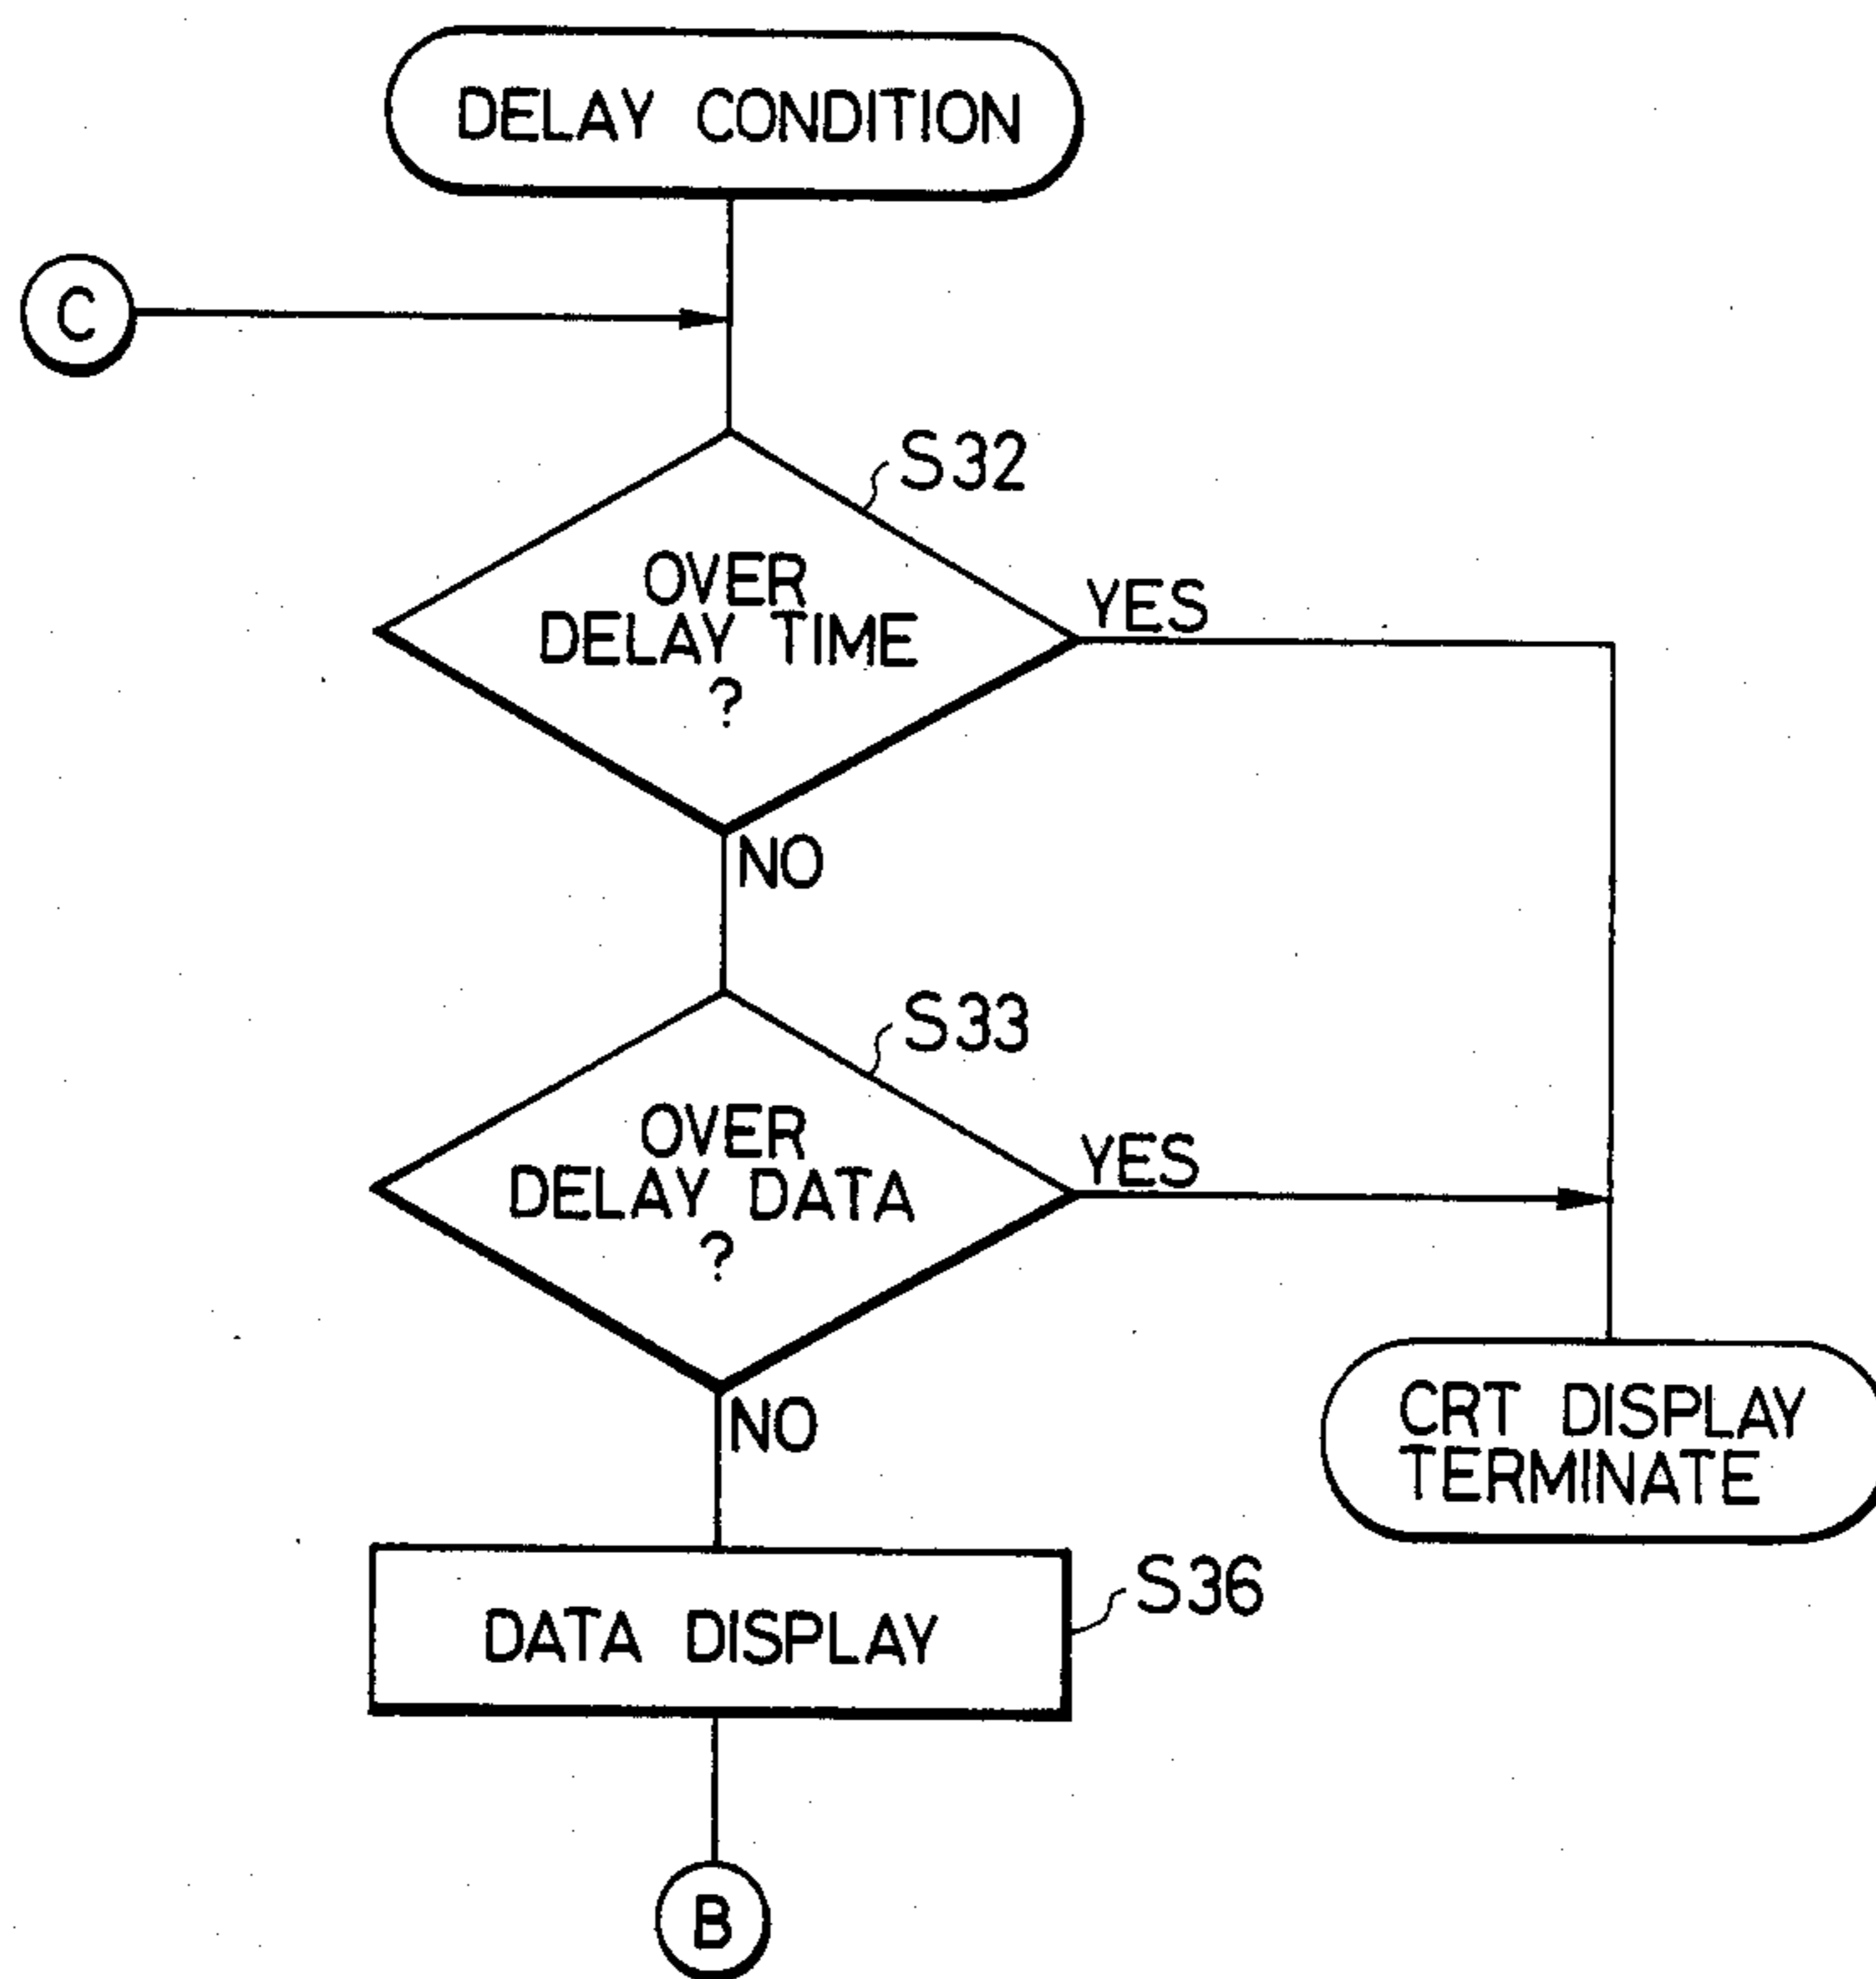 DELAY CONDITION
C
S32
OVER
DELAY TIME
?
YES
NO
S33
OVER
DELAY DATA
?
YES
NO
CRT DISPLAY
TERMINATE
S36
DATA DISPLAY
B